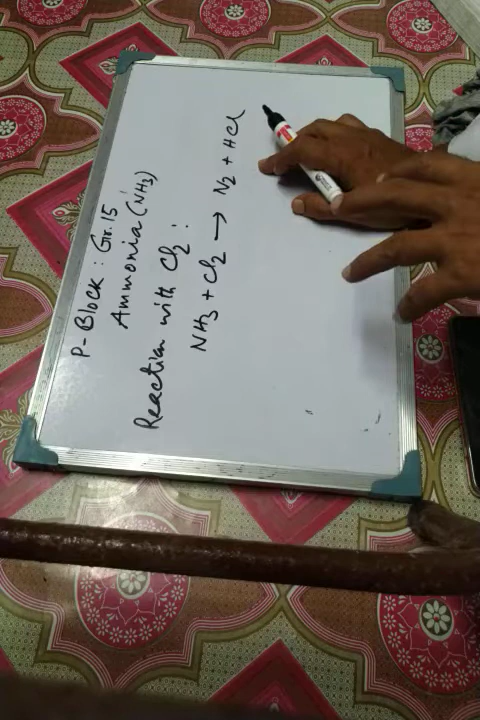 P-Block : Gr. 15
Ammonia (NH3)
Reaction with Cl2 :
NH3 + Cl2 → N2 + HCl